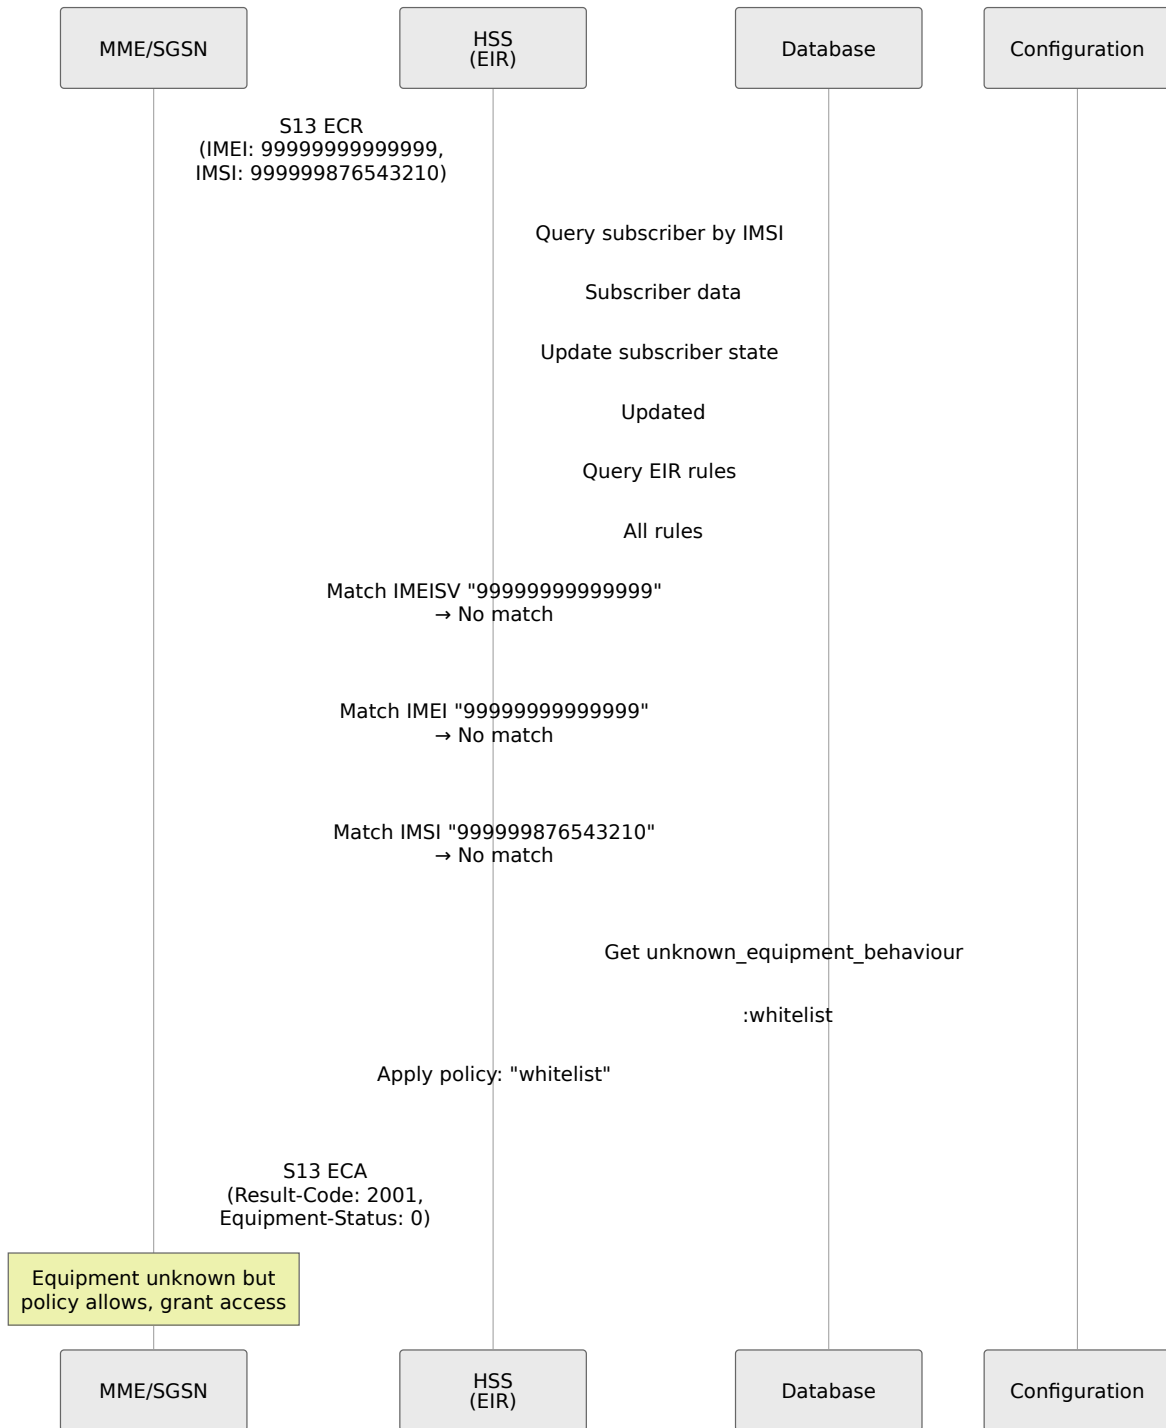 MME/SGSN
HSS
(EIR)
Database
Configuration
S13 ECR
(IMEI: 99999999999999,
IMSI: 999999876543210)
Query subscriber by IMSI
Subscriber data
Update subscriber state
Updated
Query EIR rules
All rules
Match IMEISV "99999999999999"
→ No match
Match IMEI "99999999999999"
→ No match
Match IMSI "999999876543210"
→ No match
Get unknown_equipment_behaviour
:whitelist
Apply policy: "whitelist"
S13 ECA
(Result-Code: 2001,
Equipment-Status: 0)
Equipment unknown but
policy allows, grant access
MME/SGSN
HSS
(EIR)
Database
Configuration